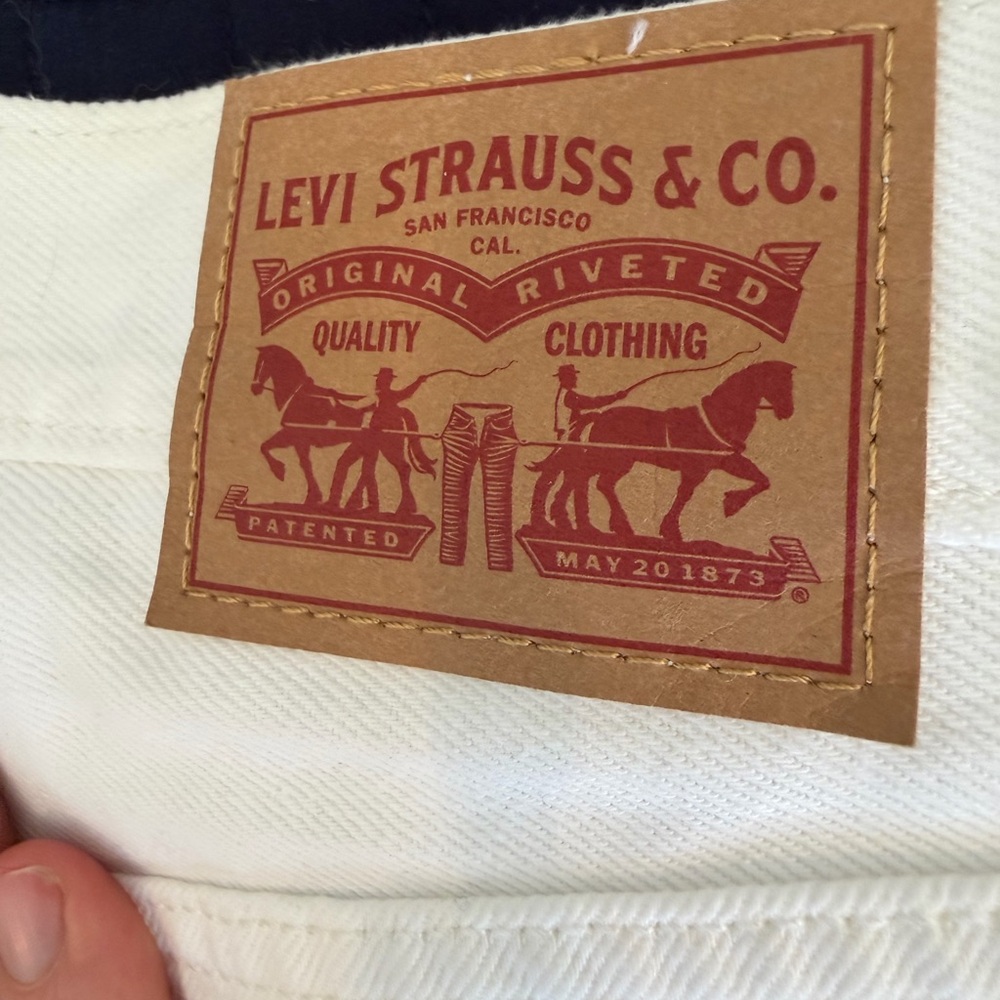 LEVI STRAUSS & CO.
SAN FRANCISCO
CAL.
ORIGINAL RIVETED
QUALITY CLOTHING
PATENTED
MAY 20 1873
®